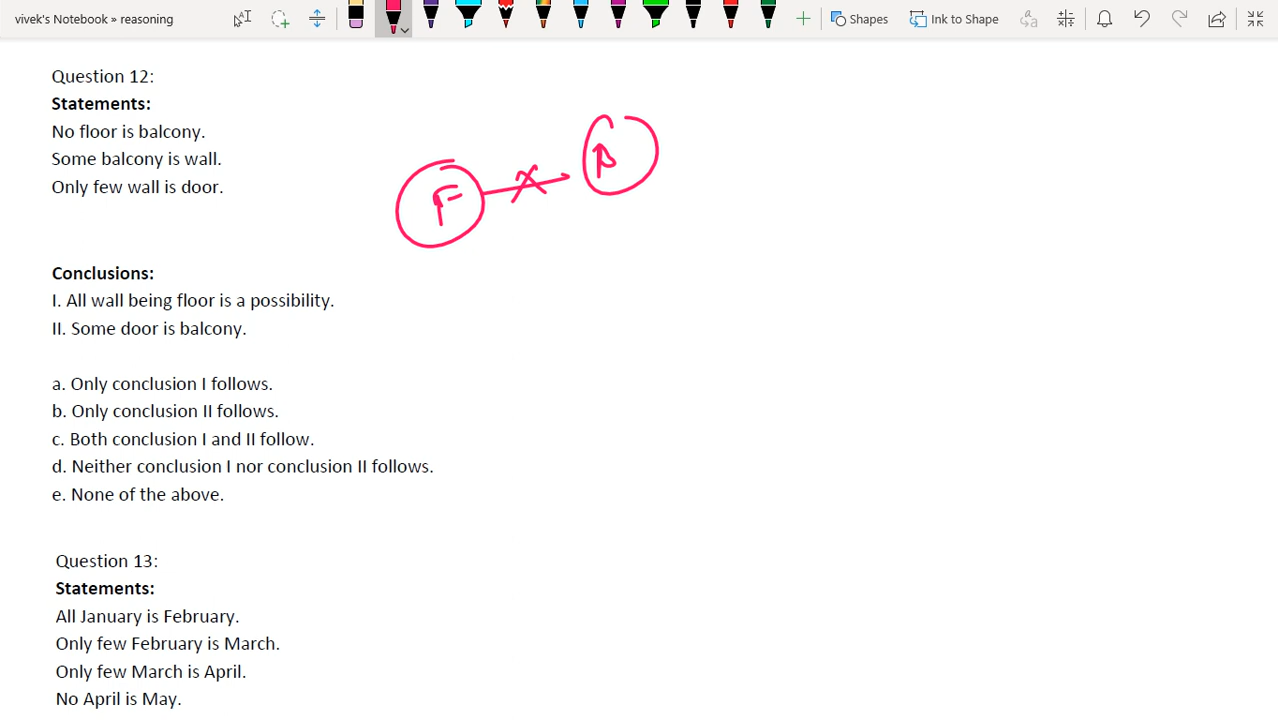 vivek's Notebook » reasoning
Shapes
Ink to Shape
Question 12:
Statements:
No floor is balcony.
Some balcony is wall.
Only few wall is door.
F
B
Conclusions:
I. All wall being floor is a possibility.
II. Some door is balcony.
a. Only conclusion I follows.
b. Only conclusion II follows.
c. Both conclusion I and II follow.
d. Neither conclusion I nor conclusion II follows.
e. None of the above.
Question 13:
Statements:
All January is February.
Only few February is March.
Only few March is April.
No April is May.